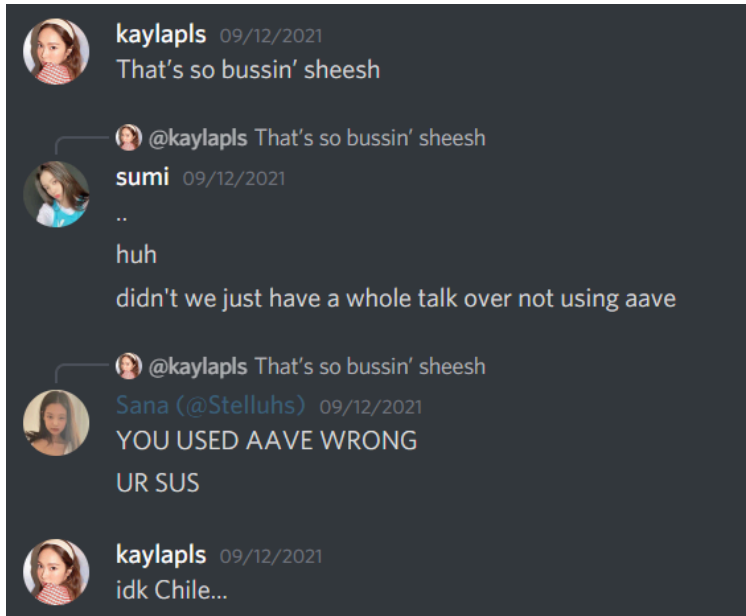 kaylapls 09/12/2021
That's so bussin' sheesh
@kaylapls That's so bussin' sheesh
sumi 09/12/2021
..
huh
didn't we just have a whole talk over not using aave
@kaylapls That's so bussin' sheesh
Sana (@Stelluhs) 09/12/2021
YOU USED AAVE WRONG
UR SUS
kaylapls 09/12/2021
idk Chile...